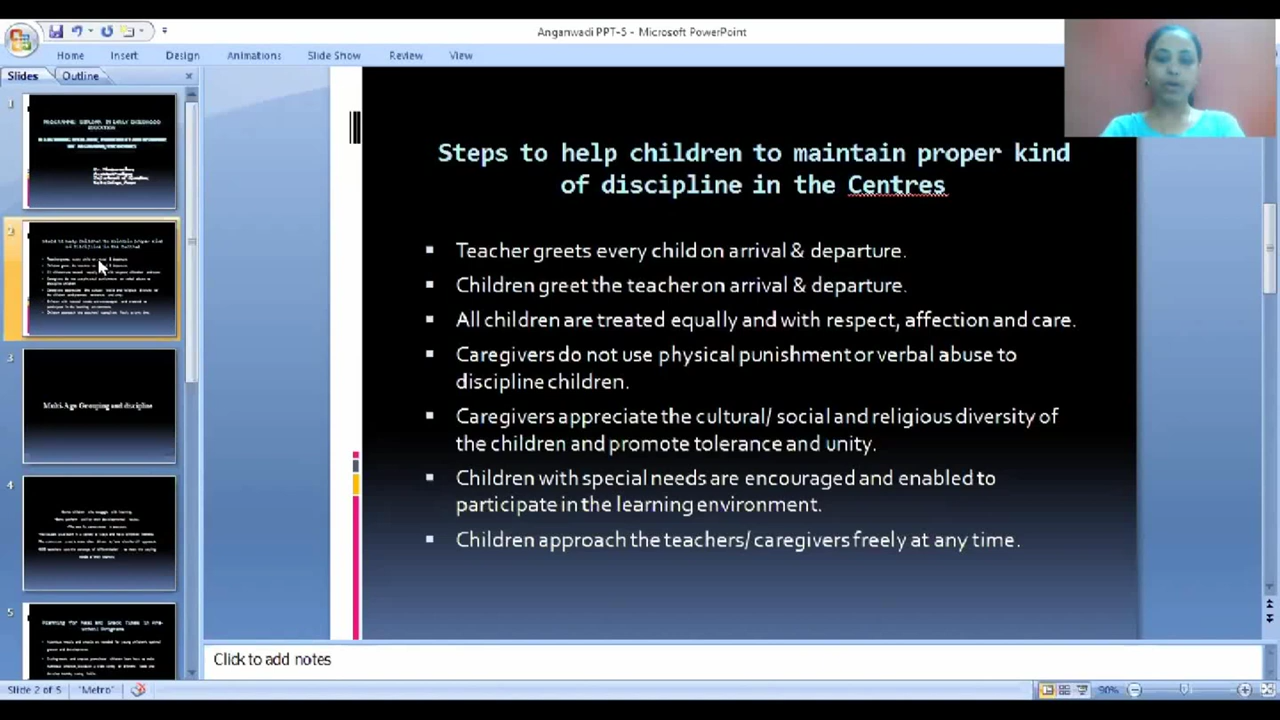 Anganwadi PPT-5 - Microsoft PowerPoint
Home Insert Design Animations Slide Show Review View
Slides Outline
1
2
3
Multi-Age Grouping and discipline
4
5
Steps to help children to maintain proper kind
of discipline in the Centres
Teacher greets every child on arrival & departure.
Children greet the teacher on arrival & departure.
All children are treated equally and with respect, affection and care.
Caregivers do not use physical punishment or verbal abuse to
discipline children.
Caregivers appreciate the cultural/ social and religious diversity of
the children and promote tolerance and unity.
Children with special needs are encouraged and enabled to
participate in the learning environment.
Children approach the teachers/ caregivers freely at any time.
Click to add notes
Slide 2 of 5 "Metro" 90%